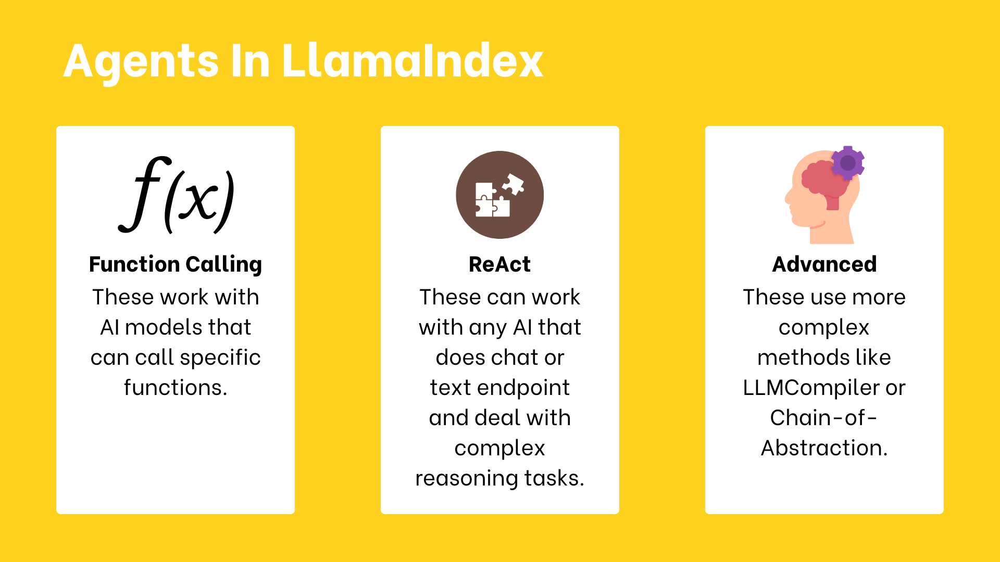 Agents In LlamaIndex
f(x)
Function Calling
These work with
AI models that
can call specific
functions.
ReAct
These can work
with any AI that
does chat or
text endpoint
and deal with
complex
reasoning tasks.
Advanced
These use more
complex
methods like
LLMCompiler or
Chain-of-
Abstraction.